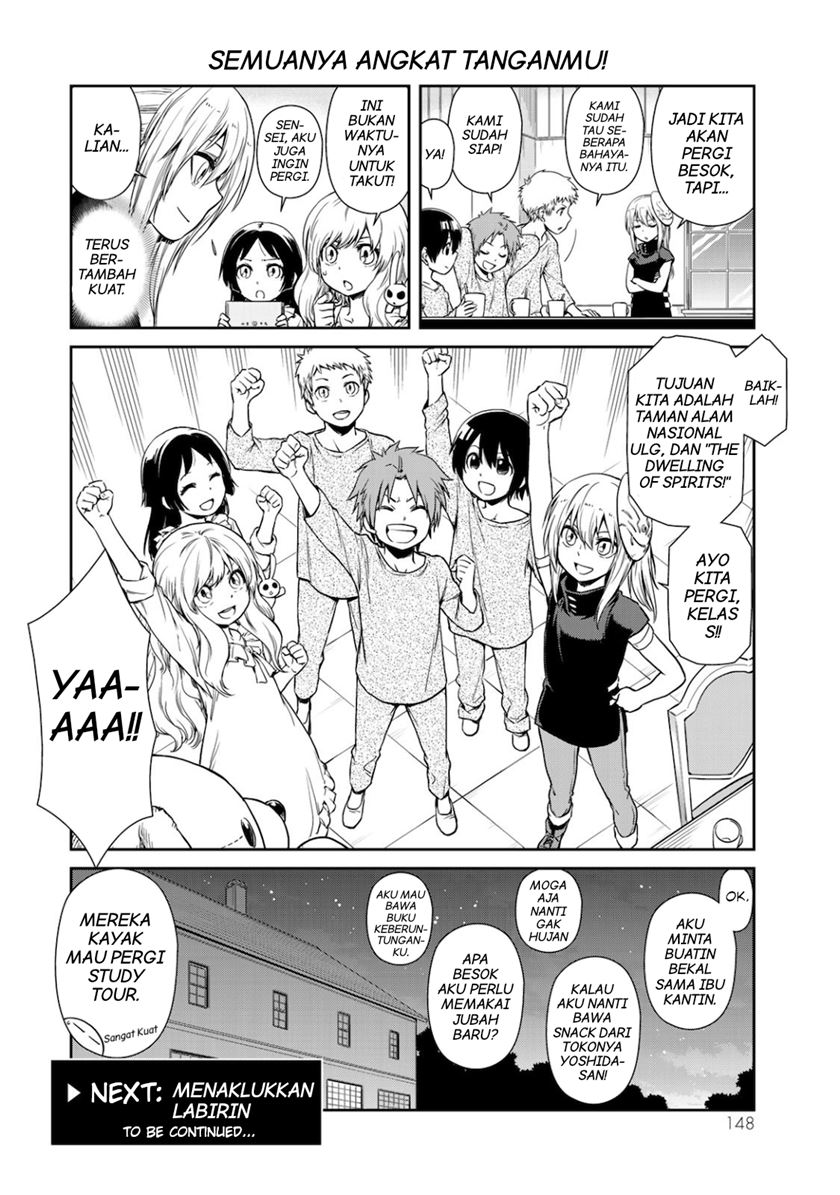 SEMUANYA ANGKAT TANGANMU!
JADI KITA
AKAN
PERGI
BESOK,
TAPI...
KAMI
SUDAH
TAU SE-
BERAPA
BAHAYA-
NYA ITU.
KAMI
SUDAH
SIAP!
YA!
INI
BUKAN
WAKTU-
NYA
UNTUK
TAKUT!
SEN-
SEI, AKU
JUGA
INGIN
PERGI.
KA-
LIAN...
TERUS
BER-
TAMBAH
KUAT.
BAIK-
LAH!
TUJUAN
KITA ADALAH
TAMAN ALAM
NASIONAL
ULG, DAN "THE
DWELLING
OF SPIRITS!"
AYO
KITA
PERGI,
KELAS
S!!
YAA-
AAA!!
OK.
AKU
MINTA
BUATIN
BEKAL
SAMA IBU
KANTIN.
MOGA
AJA
NANTI
GAK
HUJAN
KALAU
AKU NANTI
BAWA
SNACK DARI
TOKONYA
YOSHIDA-
SAN!
AKU MAU
BAWA
BUKU
KEBERUN-
TUNGAN-
KU.
APA
BESOK
AKU PERLU
MEMAKAI
JUBAH
BARU?
MEREKA
KAYAK
MAU PERGI
STUDY
TOUR.
Sangat Kuat
NEXT: MENAKLUKKAN
LABIRIN
TO BE CONTINUED...
148